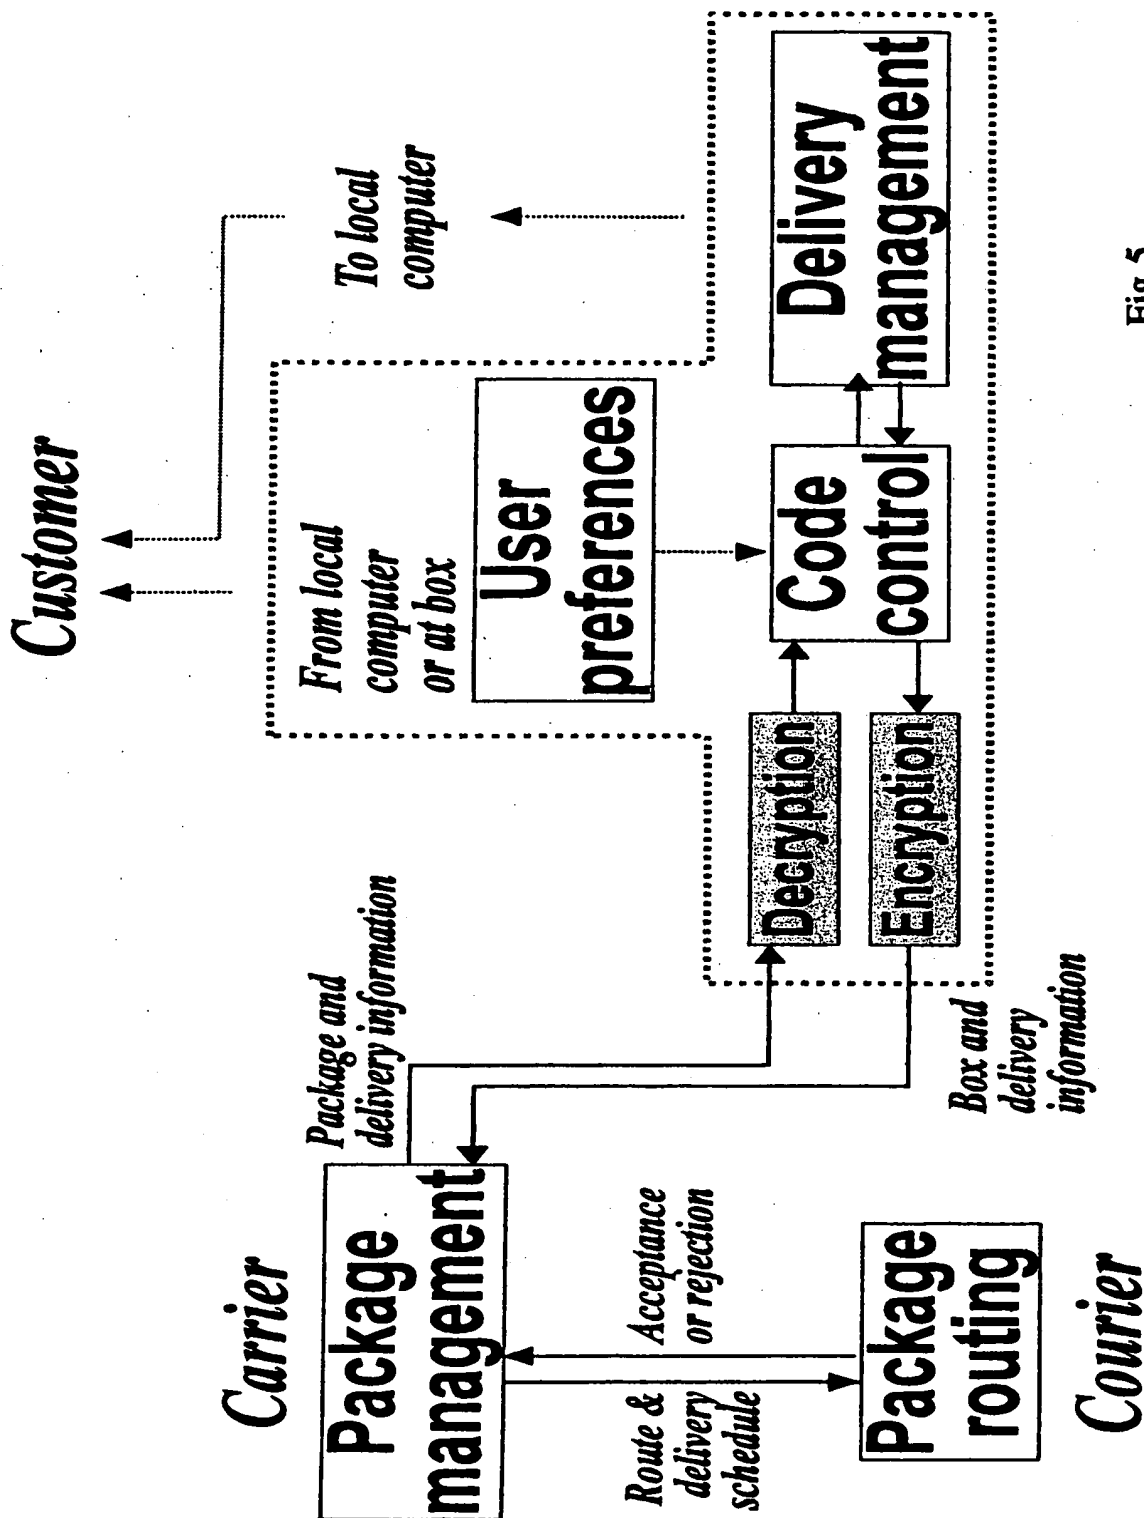 Customer
To local
computer
From local
computer
or at box
User
preferences
Carrier
Package and
delivery information
Package
management
Decryption
Code
control
Delivery
management
Encryption
Acceptance
or rejection
Route &
delivery
schedule
Box and
delivery
information
Package
routing
Courier
Fig. 5